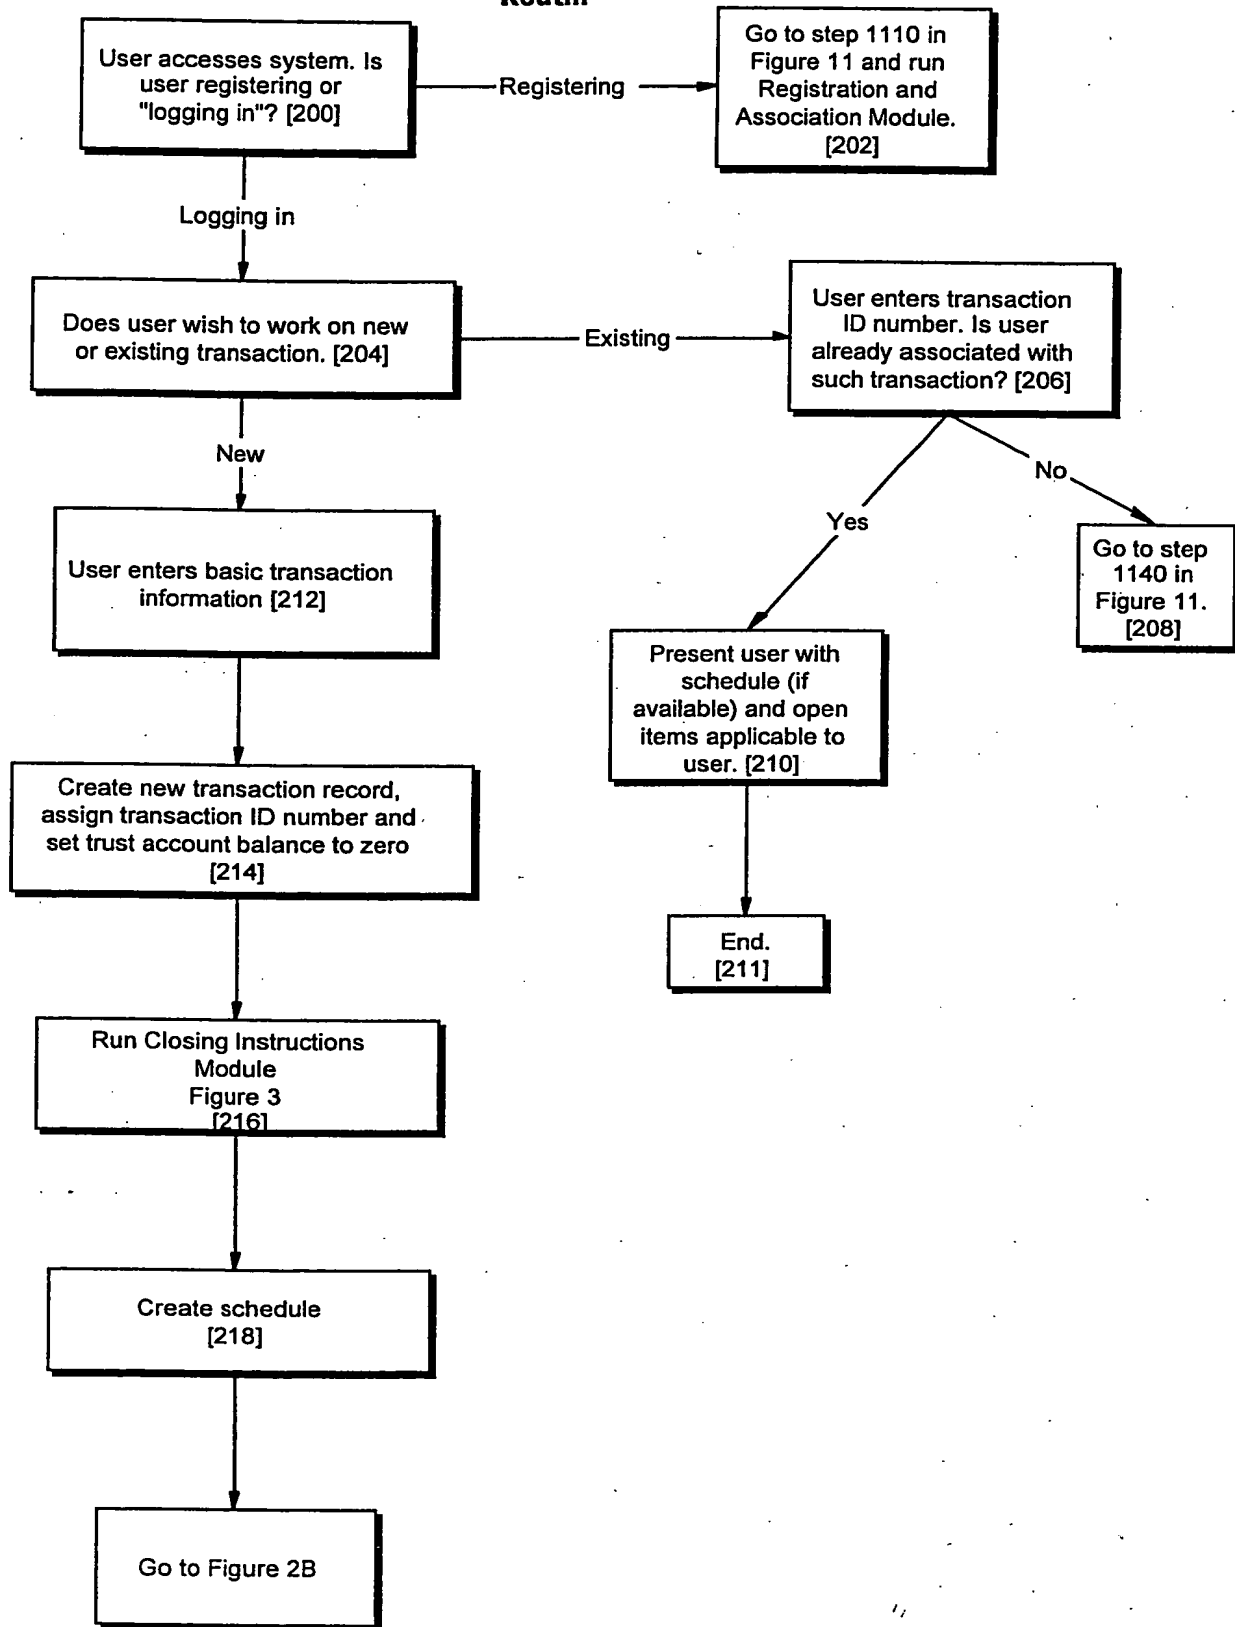 User accesses system. Is
user registering or
"logging in"? [200]
Registering
Go to step 1110 in
Figure 11 and run
Registration and
Association Module.
[202]
Logging in
Does user wish to work on new
or existing transaction. [204]
Existing
User enters transaction
ID number. Is user
already associated with
such transaction? [206]
New
No
Yes
User enters basic transaction
information [212]
Go to step
1140 in
Figure 11.
[208]
Present user with
schedule (if
available) and open
items applicable to
user. [210]
Create new transaction record,
assign transaction ID number and
set trust account balance to zero
[214]
End.
[211]
Run Closing Instructions
Module
Figure 3
[216]
Create schedule
[218]
Go to Figure 2B